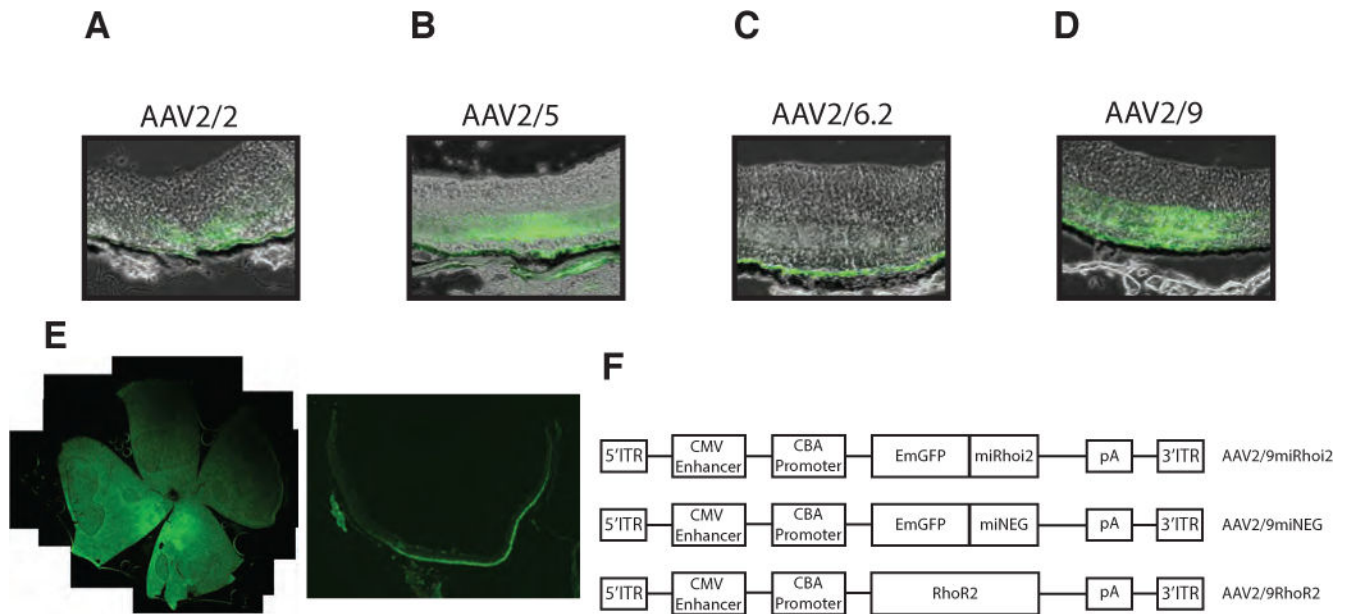 A
B
C
D
AAV2/2
AAV2/5
AAV2/6.2
AAV2/9
E
F
5'ITR
CMV
Enhancer
CBA
Promoter
EmGFP
miRhoi2
pA
3'ITR
AAV2/9miRhoi2
5'ITR
CMV
Enhancer
CBA
Promoter
EmGFP
miNEG
pA
3'ITR
AAV2/9miNEG
5'ITR
CMV
Enhancer
CBA
Promoter
RhoR2
pA
3'ITR
AAV2/9RhoR2